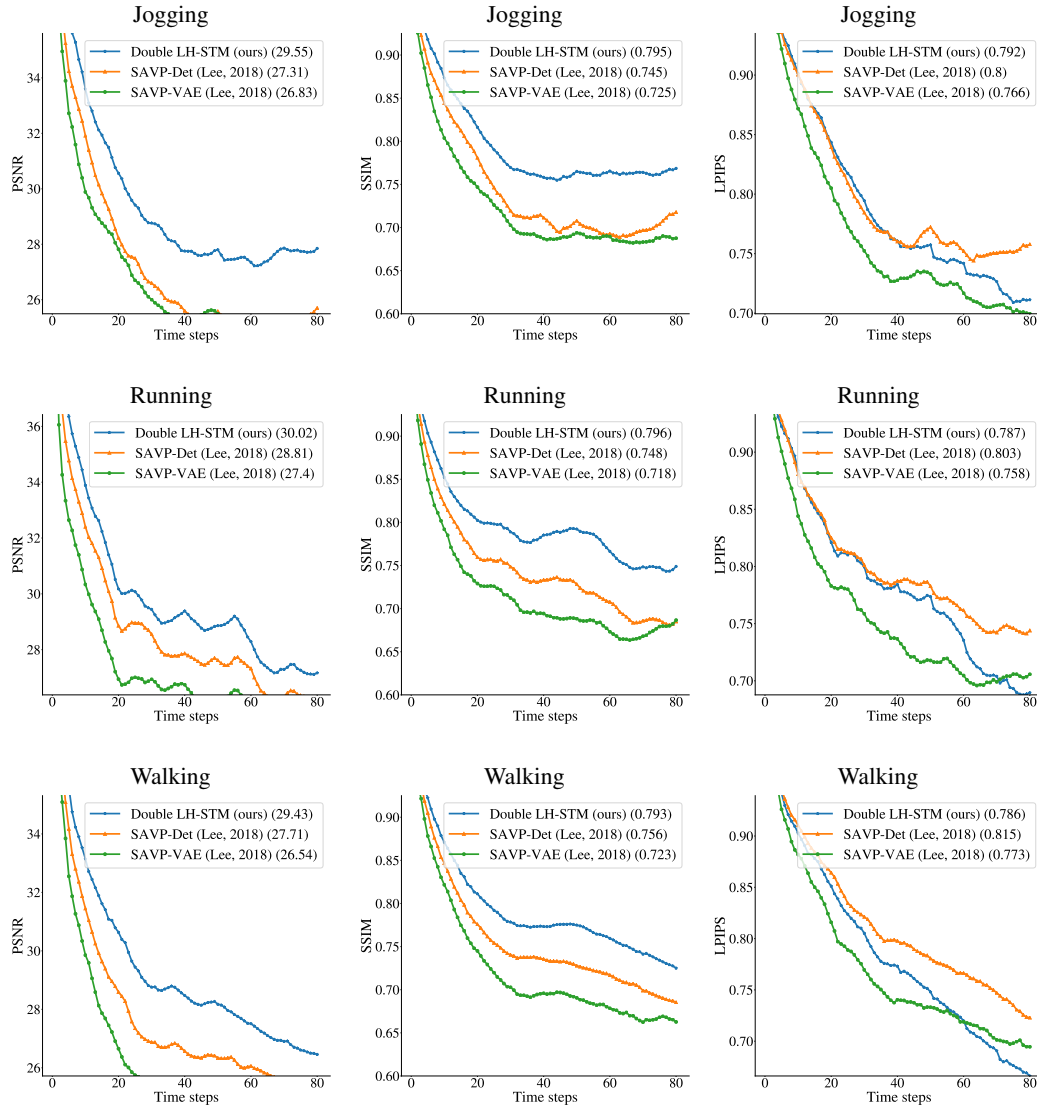 Jogging
PSNR
34
32
30
28
26
0
20
40
60
80
Time steps
Double LH-STM (ours) (29.55)
SAVP-Det (Lee, 2018) (27.31)
SAVP-VAE (Lee, 2018) (26.83)
Jogging
SSIM
0.90
0.85
0.80
0.75
0.70
0.65
0.60
0
20
40
60
80
Time steps
Double LH-STM (ours) (0.795)
SAVP-Det (Lee, 2018) (0.745)
SAVP-VAE (Lee, 2018) (0.725)
Jogging
LPIPS
0.90
0.85
0.80
0.75
0.70
0
20
40
60
80
Time steps
Double LH-STM (ours) (0.792)
SAVP-Det (Lee, 2018) (0.8)
SAVP-VAE (Lee, 2018) (0.766)
Running
PSNR
36
34
32
30
28
0
20
40
60
80
Time steps
Double LH-STM (ours) (30.02)
SAVP-Det (Lee, 2018) (28.81)
SAVP-VAE (Lee, 2018) (27.4)
Running
SSIM
0.90
0.85
0.80
0.75
0.70
0.65
0.60
0
20
40
60
80
Time steps
Double LH-STM (ours) (0.796)
SAVP-Det (Lee, 2018) (0.748)
SAVP-VAE (Lee, 2018) (0.718)
Running
LPIPS
0.90
0.85
0.80
0.75
0.70
0
20
40
60
80
Time steps
Double LH-STM (ours) (0.787)
SAVP-Det (Lee, 2018) (0.803)
SAVP-VAE (Lee, 2018) (0.758)
Walking
PSNR
34
32
30
28
26
0
20
40
60
80
Time steps
Double LH-STM (ours) (29.43)
SAVP-Det (Lee, 2018) (27.71)
SAVP-VAE (Lee, 2018) (26.54)
Walking
SSIM
0.90
0.85
0.80
0.75
0.70
0.65
0.60
0
20
40
60
80
Time steps
Double LH-STM (ours) (0.793)
SAVP-Det (Lee, 2018) (0.756)
SAVP-VAE (Lee, 2018) (0.723)
Walking
LPIPS
0.90
0.85
0.80
0.75
0.70
0
20
40
60
80
Time steps
Double LH-STM (ours) (0.786)
SAVP-Det (Lee, 2018) (0.815)
SAVP-VAE (Lee, 2018) (0.773)